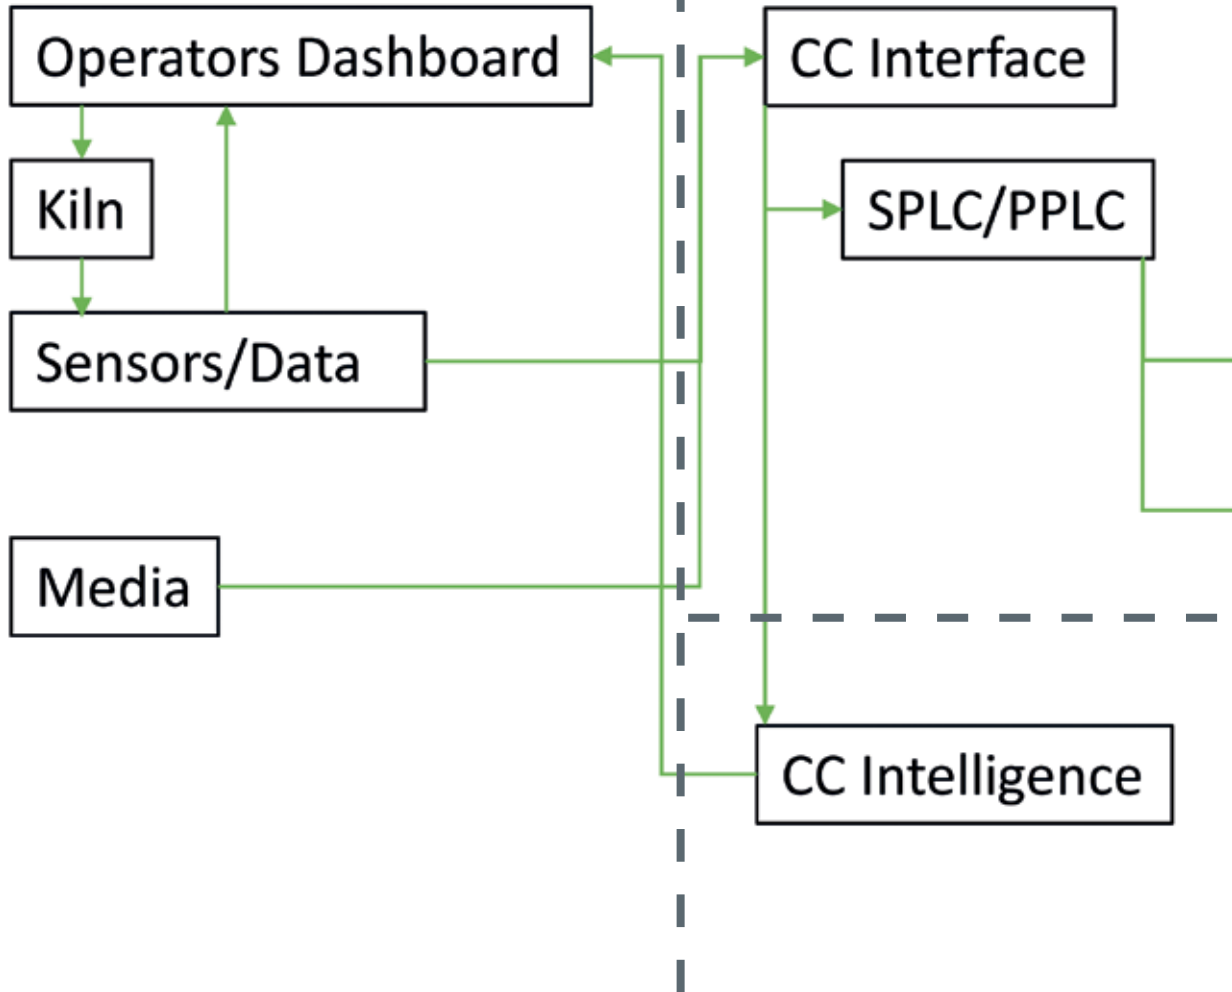 Operators Dashboard
CC Interface
Kiln
SPLC/PPLC
Sensors/Data
Media
CC Intelligence